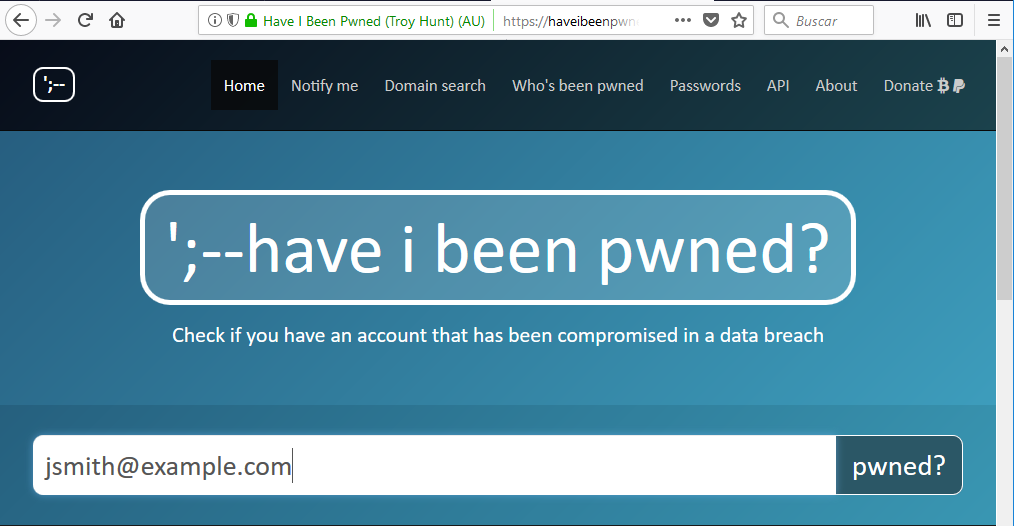 Have I Been Pwned (Troy Hunt) (AU) https://haveibeenpwn ••• Buscar
';-- Home Notify me Domain search Who's been pwned Passwords API About Donate
';--have i been pwned?
Check if you have an account that has been compromised in a data breach
jsmith@example.com pwned?